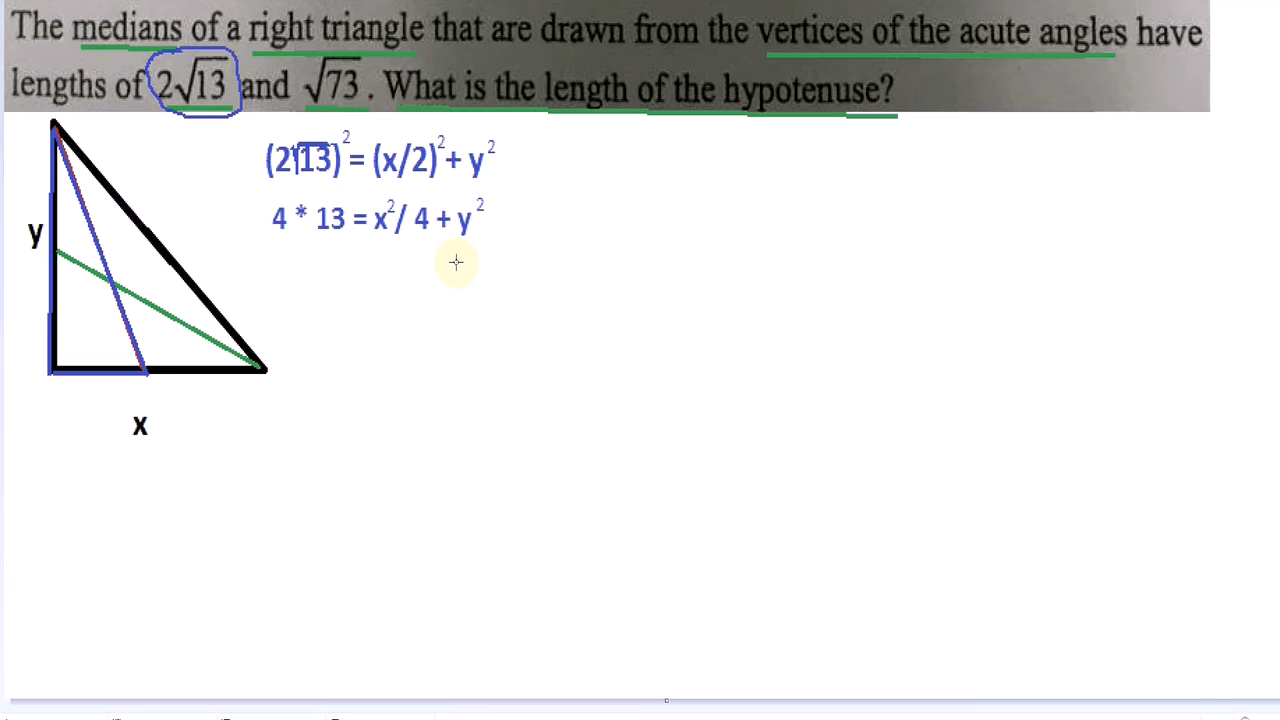 The medians of a right triangle that are drawn from the vertices of the acute angles have
lengths of 2√13 and √73. What is the length of the hypotenuse?
(2√13)² = (x/2)² + y²
4 * 13 = x²/ 4 + y²
y
x